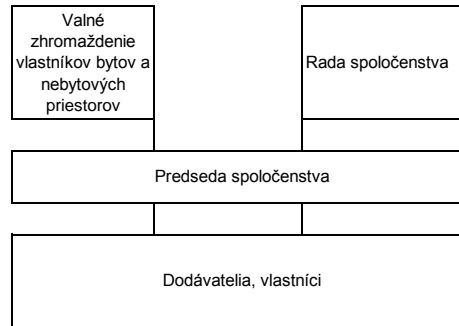 Valné
zhromaždenie
vlastníkov bytov a
nebytových
priestorov
Rada spoločenstva
Predseda spoločenstva
Dodávatelia, vlastníci